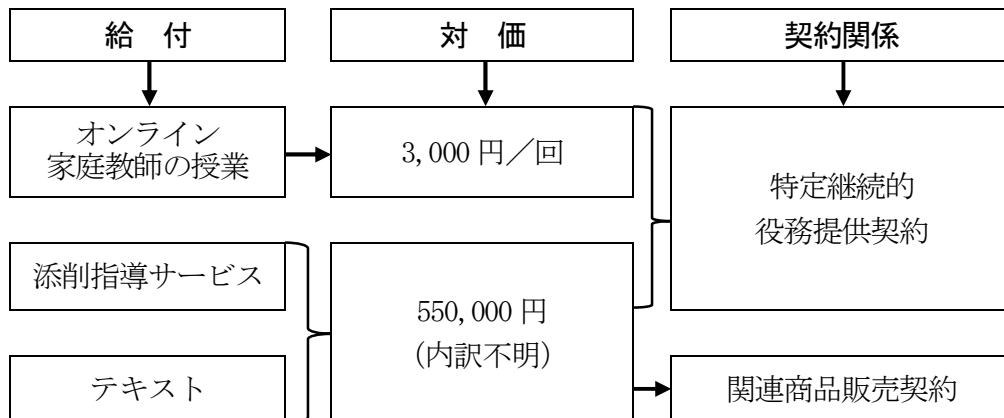 給　付
対　価
契約関係
オンライン
家庭教師の授業
3,000 円／回
特定継続的
役務提供契約
添削指導サービス
550,000 円
(内訳不明)
テキスト
関連商品販売契約